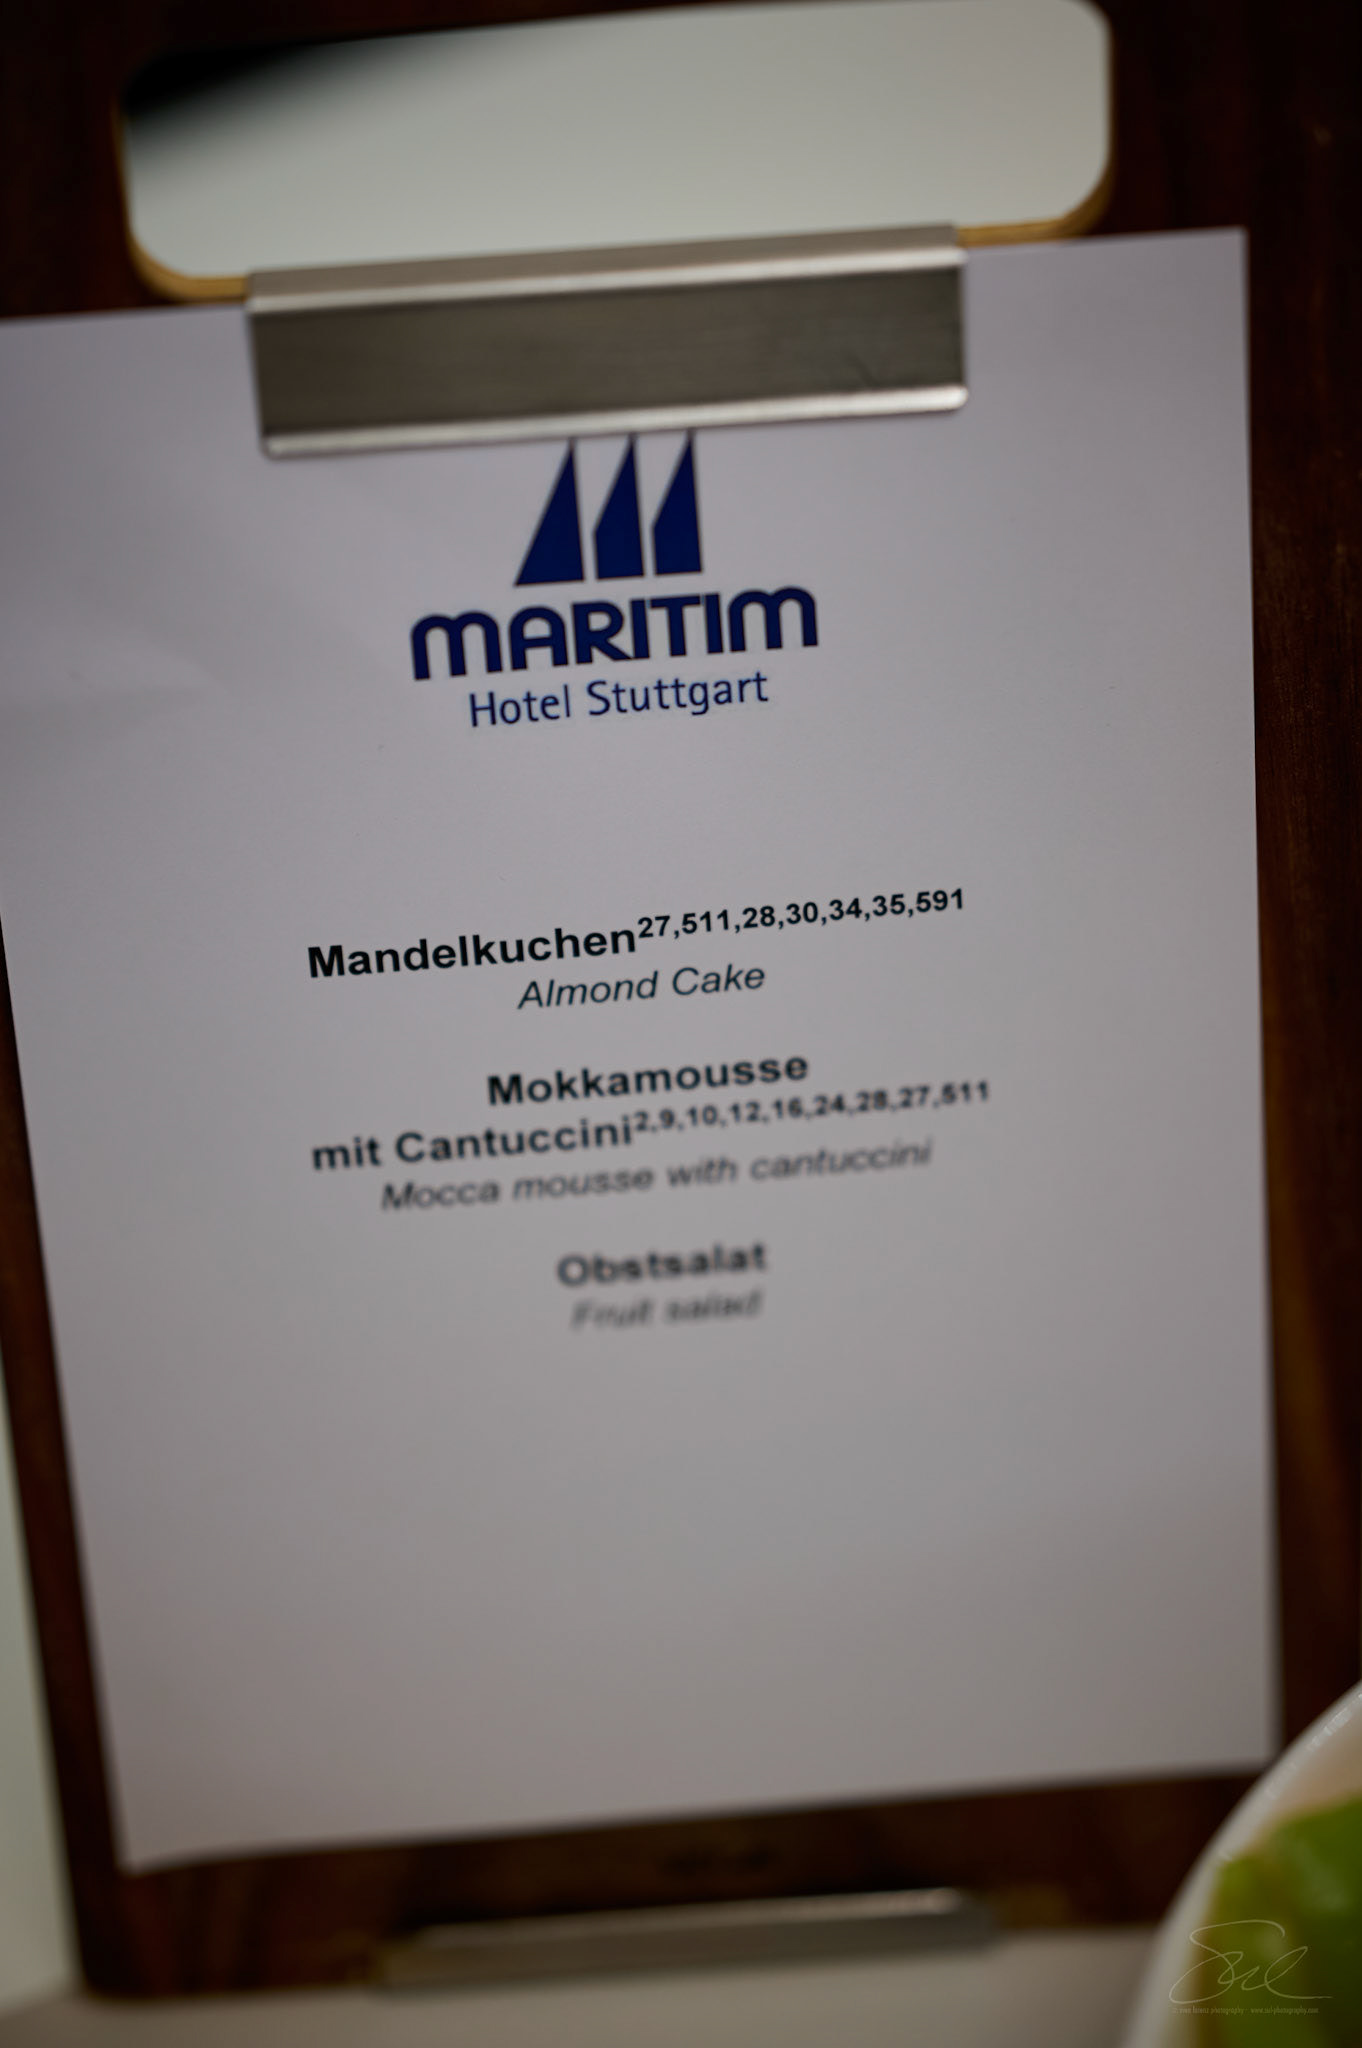 MARITIM
Hotel Stuttgart
Mandelkuchen27,511,28,30,34,35,591
Almond Cake
Mokkamousse
mit Cantuccini2,9,10,12,16,24,28,27,511
Mocca mousse with cantuccini
Obstsalat
Fruit salad